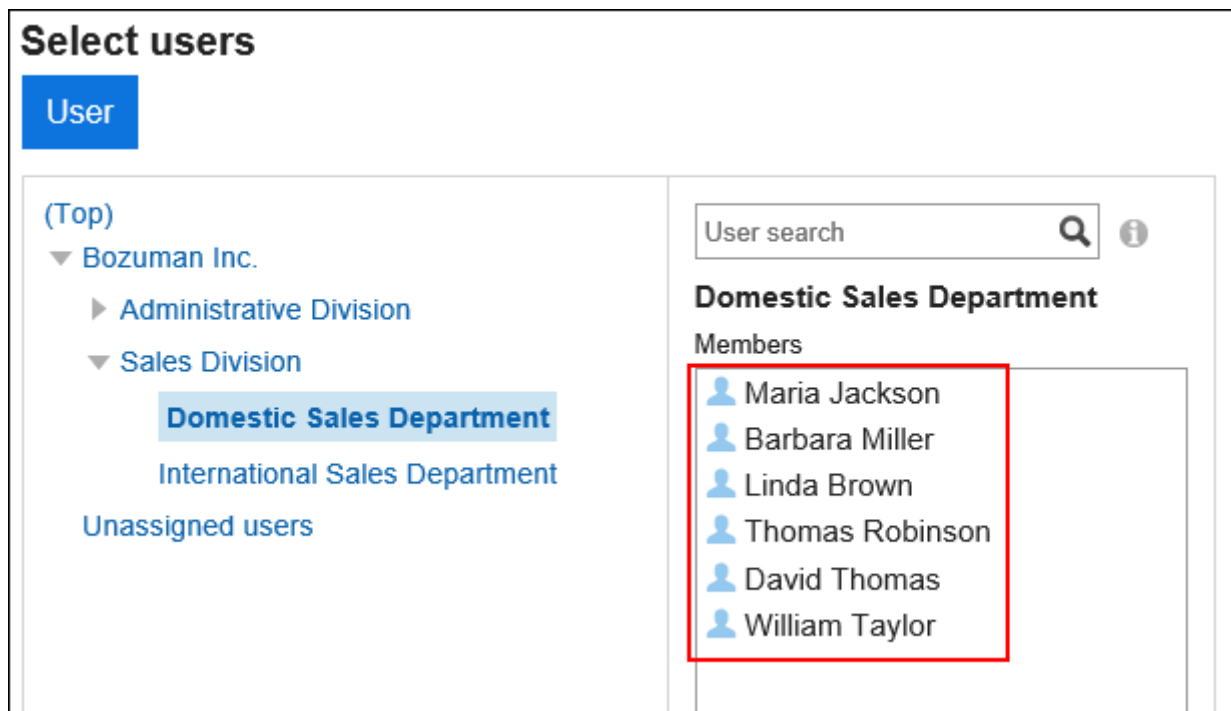 Select users
User
(Top)
Bozuman Inc.
Administrative Division
Sales Division
Domestic Sales Department
International Sales Department
Unassigned users
User search
Domestic Sales Department
Members
Maria Jackson
Barbara Miller
Linda Brown
Thomas Robinson
David Thomas
William Taylor